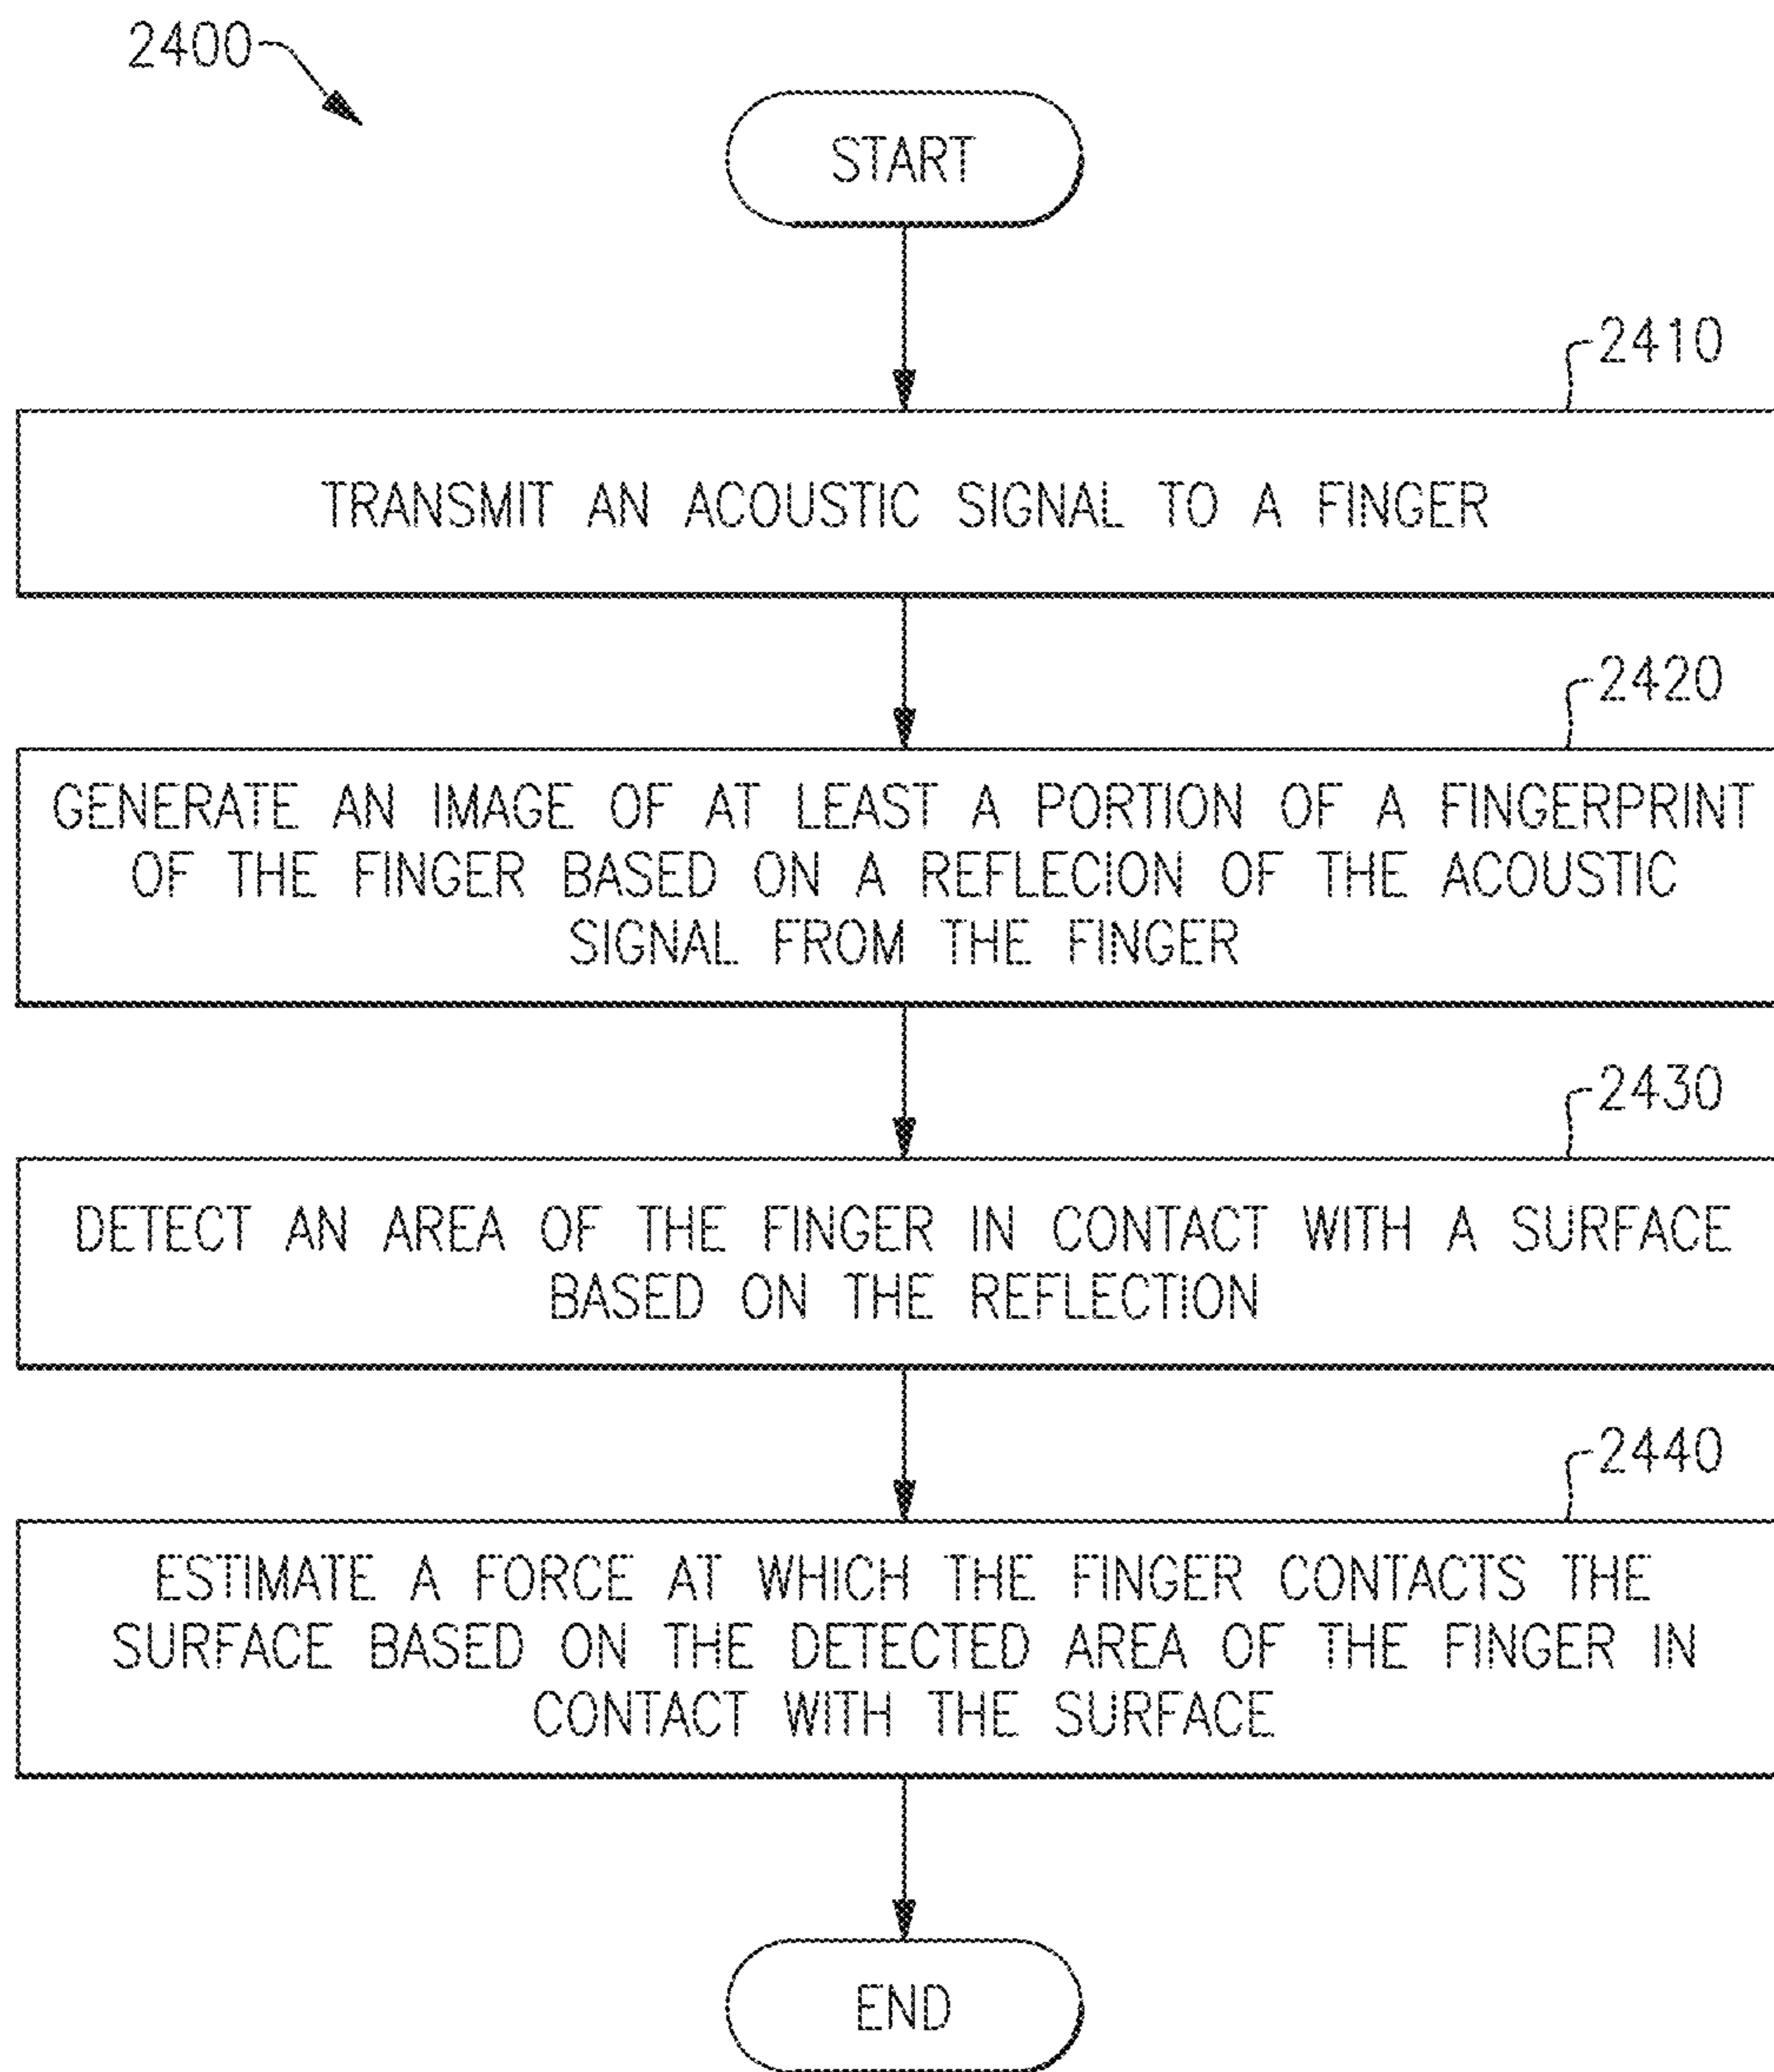 2400
START
2410
TRANSMIT AN ACOUSTIC SIGNAL TO A FINGER
2420
GENERATE AN IMAGE OF AT LEAST A PORTION OF A FINGERPRINT
OF THE FINGER BASED ON A REFLECION OF THE ACOUSTIC
SIGNAL FROM THE FINGER
2430
DETECT AN AREA OF THE FINGER IN CONTACT WITH A SURFACE
BASED ON THE REFLECTION
2440
ESTIMATE A FORCE AT WHICH THE FINGER CONTACTS THE
SURFACE BASED ON THE DETECTED AREA OF THE FINGER IN
CONTACT WITH THE SURFACE
END